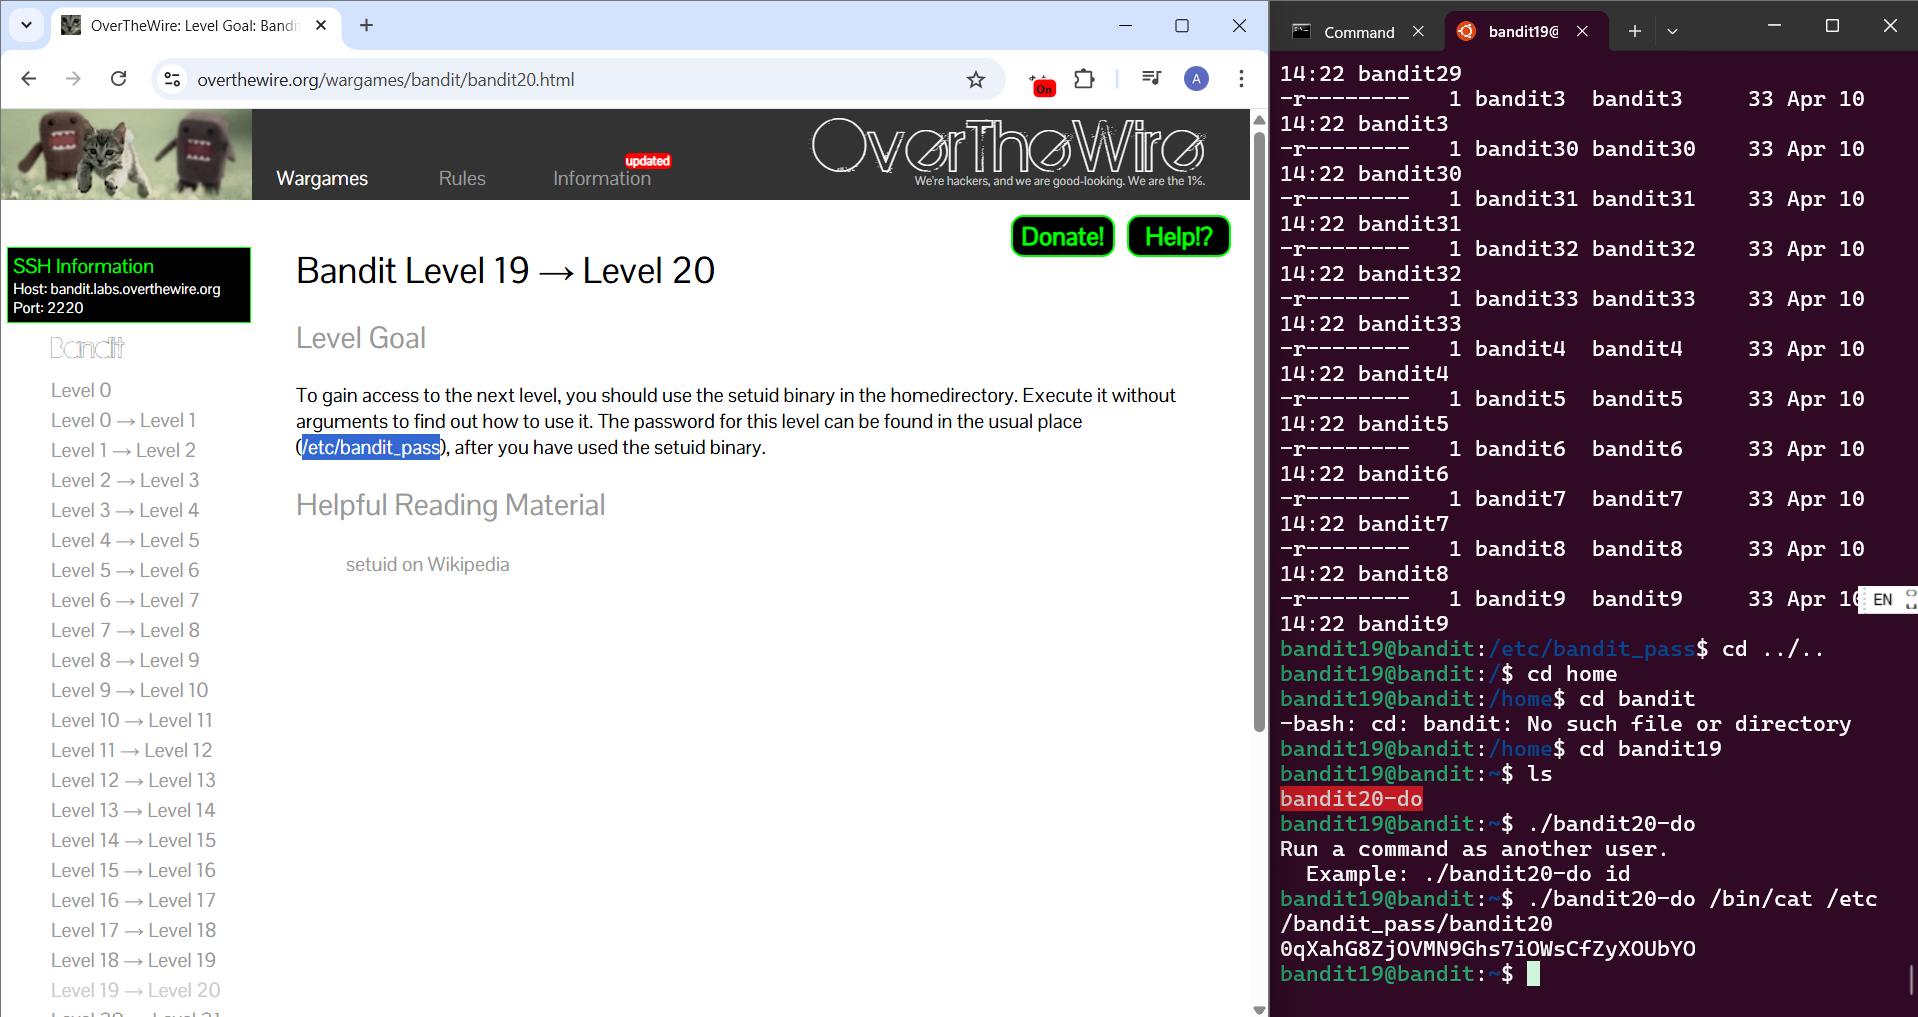 OverTheWire: Level Goal: Bandi
overthewire.org/wargames/bandit/bandit20.html
On
A
Wargames
Rules
Information
updated
OverTheWire
We're hackers, and we are good-looking. We are the 1%.
Donate!
Help!?
SSH Information
Host: bandit.labs.overthewire.org
Port: 2220
Bandit
Level 0
Level 0 → Level 1
Level 1 → Level 2
Level 2 → Level 3
Level 3 → Level 4
Level 4 → Level 5
Level 5 → Level 6
Level 6 → Level 7
Level 7 → Level 8
Level 8 → Level 9
Level 9 → Level 10
Level 10 → Level 11
Level 11 → Level 12
Level 12 → Level 13
Level 13 → Level 14
Level 14 → Level 15
Level 15 → Level 16
Level 16 → Level 17
Level 17 → Level 18
Level 18 → Level 19
Level 19 → Level 20
Bandit Level 19 → Level 20
Level Goal
To gain access to the next level, you should use the setuid binary in the homedirectory. Execute it without
arguments to find out how to use it. The password for this level can be found in the usual place
(/etc/bandit_pass), after you have used the setuid binary.
Helpful Reading Material
setuid on Wikipedia
Command
bandit19@
14:22 bandit29
-r-------- 1 bandit3 bandit3 33 Apr 10
14:22 bandit3
-r-------- 1 bandit30 bandit30 33 Apr 10
14:22 bandit30
-r-------- 1 bandit31 bandit31 33 Apr 10
14:22 bandit31
-r-------- 1 bandit32 bandit32 33 Apr 10
14:22 bandit32
-r-------- 1 bandit33 bandit33 33 Apr 10
14:22 bandit33
-r-------- 1 bandit4 bandit4 33 Apr 10
14:22 bandit4
-r-------- 1 bandit5 bandit5 33 Apr 10
14:22 bandit5
-r-------- 1 bandit6 bandit6 33 Apr 10
14:22 bandit6
-r-------- 1 bandit7 bandit7 33 Apr 10
14:22 bandit7
-r-------- 1 bandit8 bandit8 33 Apr 10
14:22 bandit8
-r-------- 1 bandit9 bandit9 33 Apr 10
EN
14:22 bandit9
bandit19@bandit:/etc/bandit_pass$ cd ../..
bandit19@bandit:/$ cd home
bandit19@bandit:/home$ cd bandit
-bash: cd: bandit: No such file or directory
bandit19@bandit:/home$ cd bandit19
bandit19@bandit:~$ ls
bandit20-do
bandit19@bandit:~$ ./bandit20-do
Run a command as another user.
Example: ./bandit20-do id
bandit19@bandit:~$ ./bandit20-do /bin/cat /etc
/bandit_pass/bandit20
0qXahG8ZjOVMN9Ghs7iOWsCfZyXOUbYO
bandit19@bandit:~$